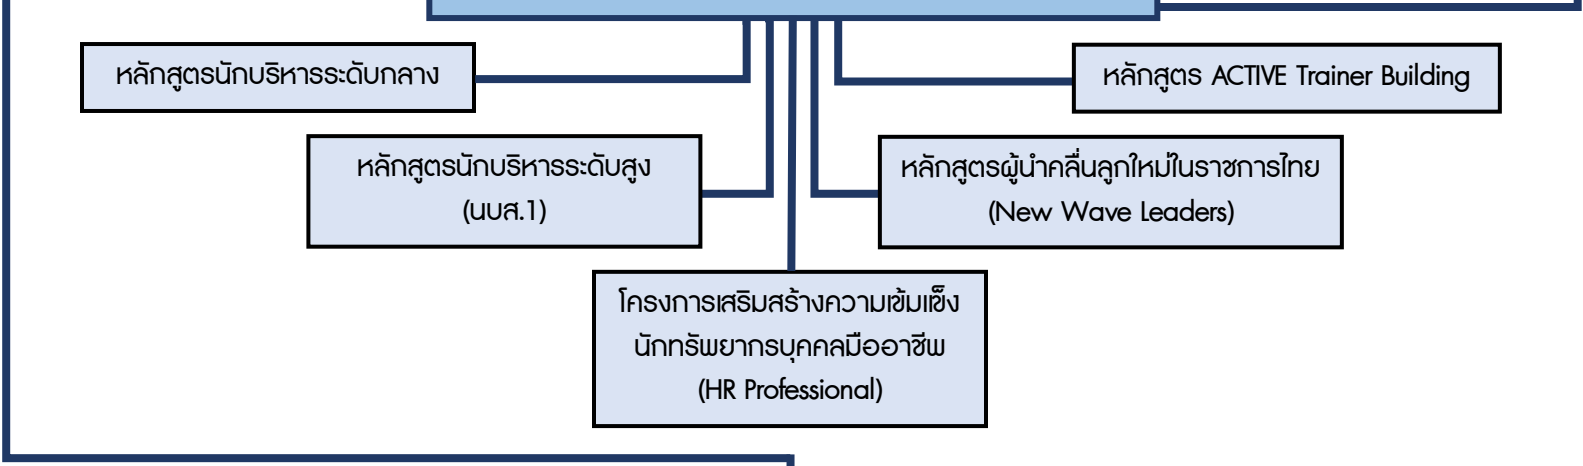 หลักสูตรนักบริหารระดับกลาง
หลักสูตร ACTIVE Trainer Building
หลักสูตรนักบริหารระดับสูง
(นบส.1)
หลักสูตรผู้นำคลื่นลูกใหม่ในราชการไทย
(New Wave Leaders)
โครงการเสริมสร้างความเข้มแข็ง
นักทรัพยากรบุคคลมืออาชีพ
(HR Professional)